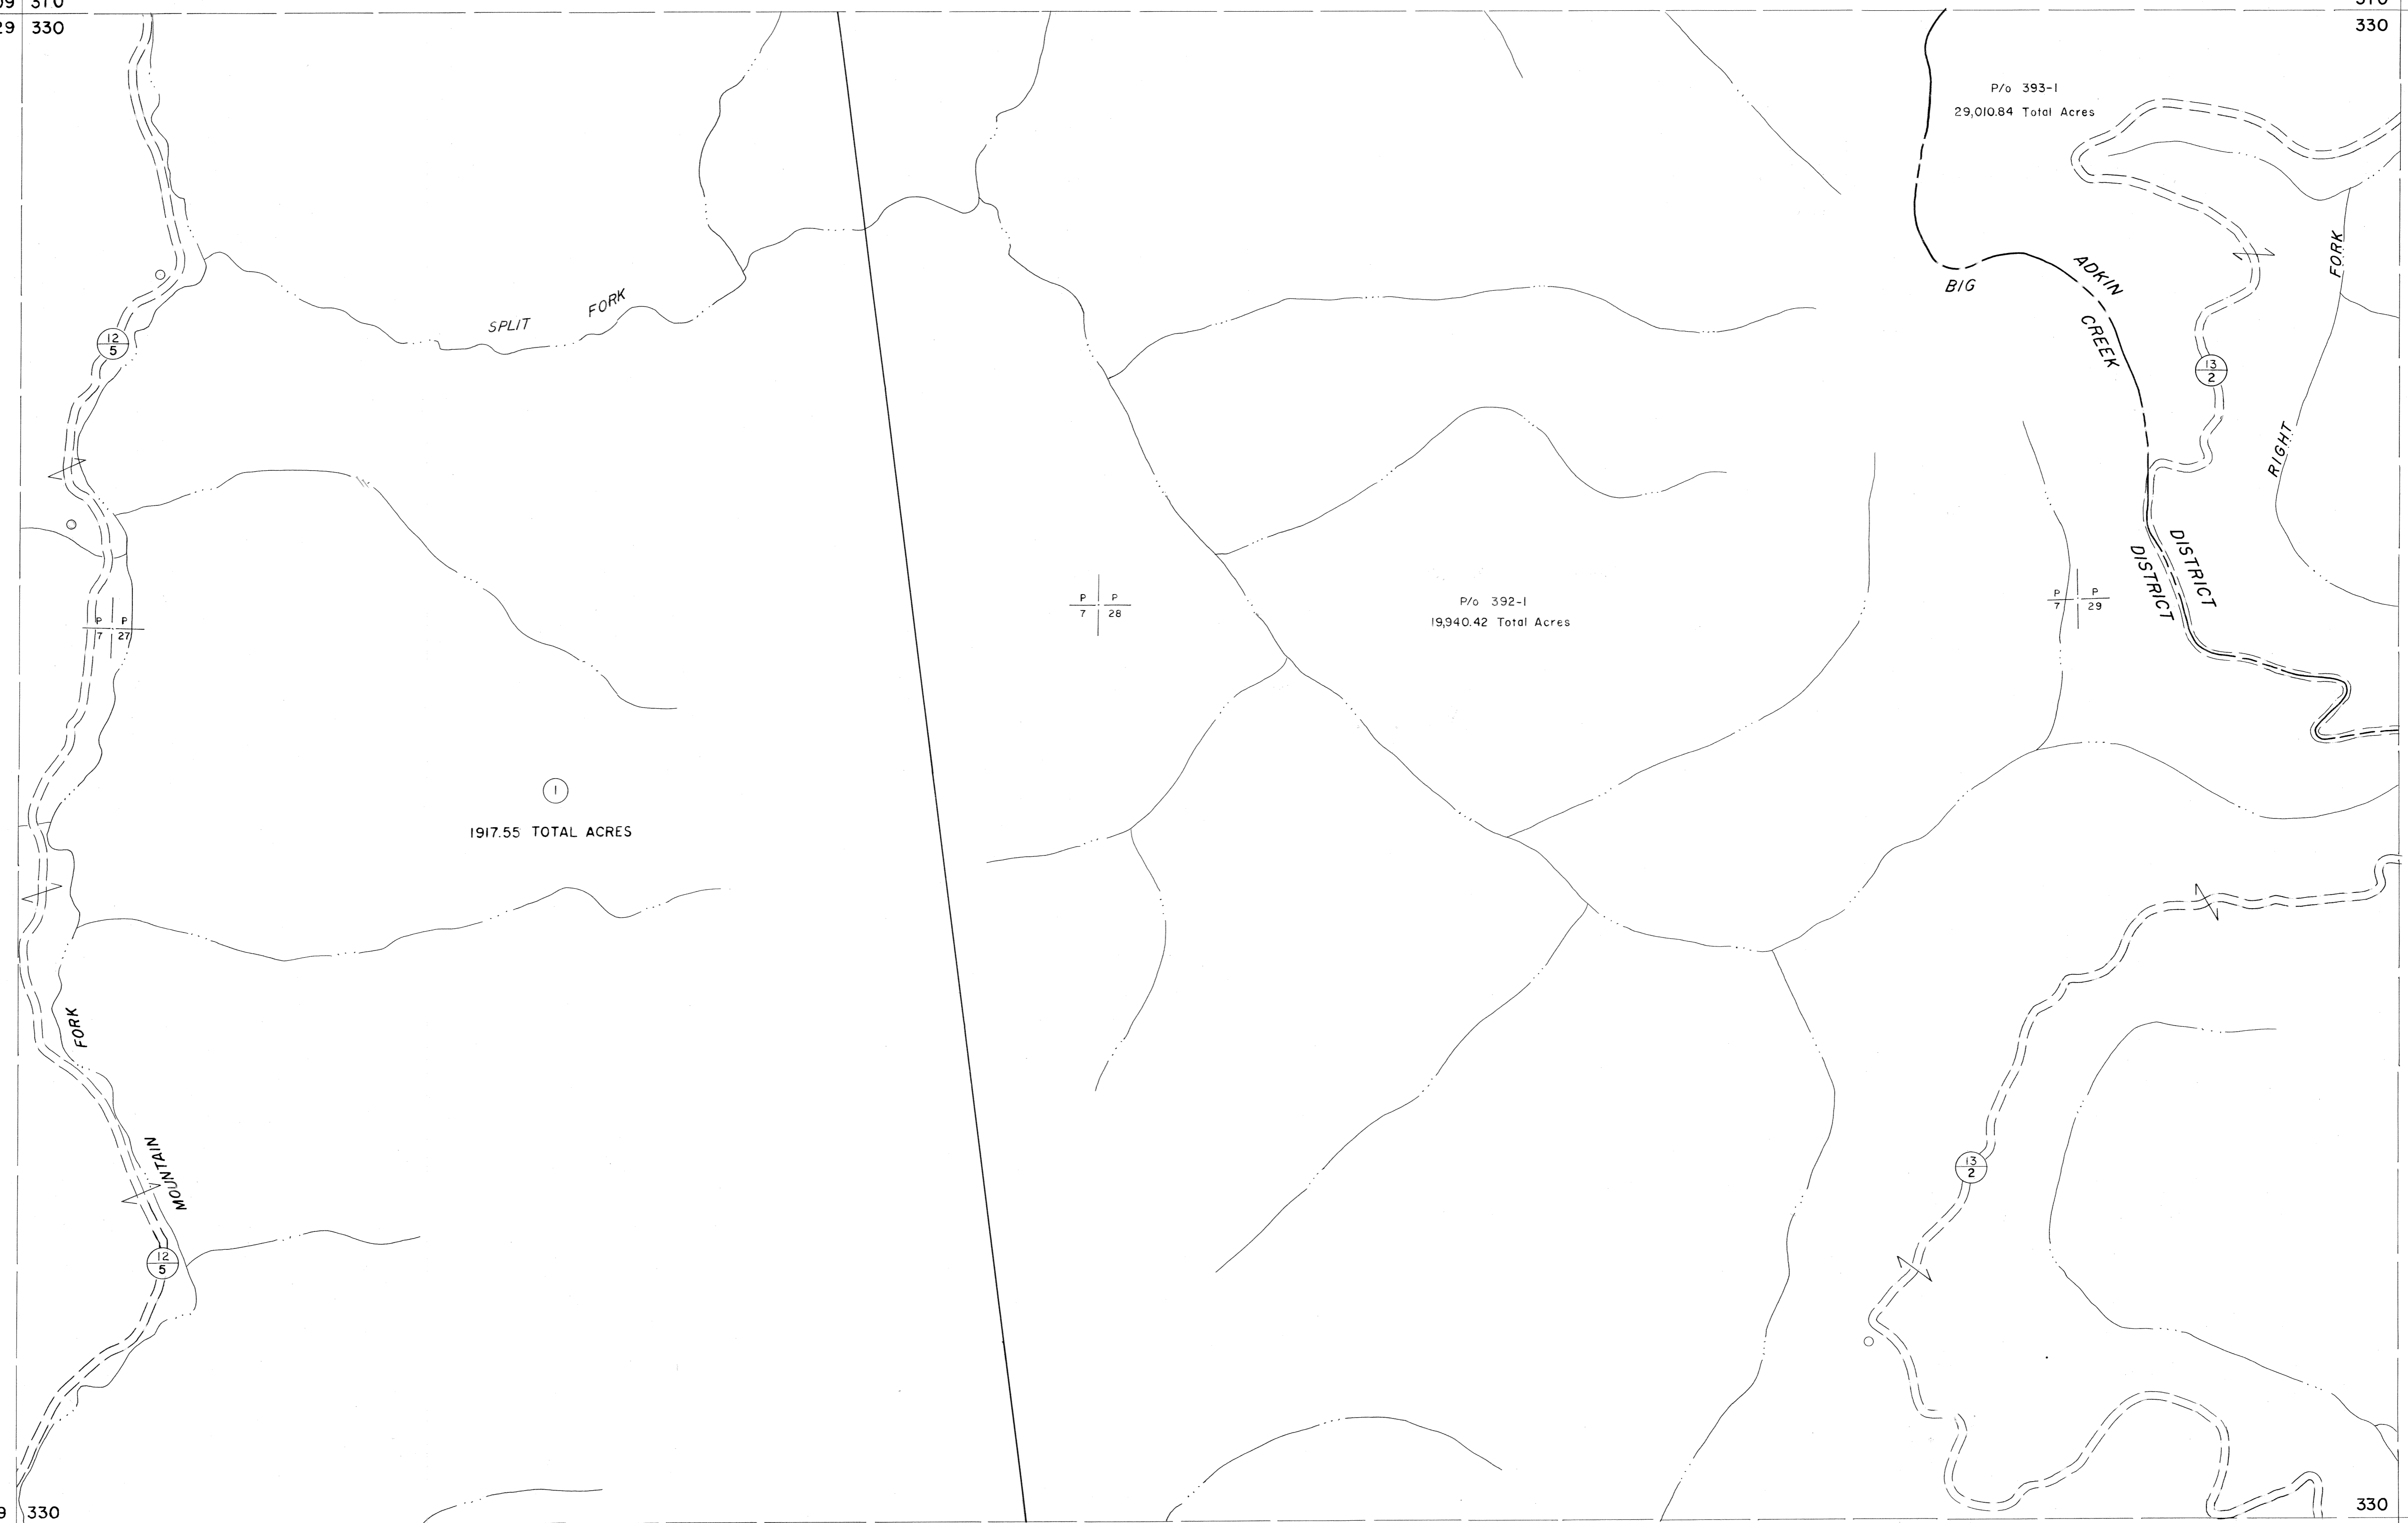 310
330
330
P/o 393-1
29,010.84 Total Acres
FORK
ADKIN
BIG
CREEK
SPLIT FORK
12
5
13
2
RIGHT
DISTRICT
DISTRICT
P P
7 28
P/o 392-1
19,940.42 Total Acres
P P
7 29
P P
7 27
1
1917.55 TOTAL ACRES
FORK
MOUNTAIN
13
2
12
5
330
330